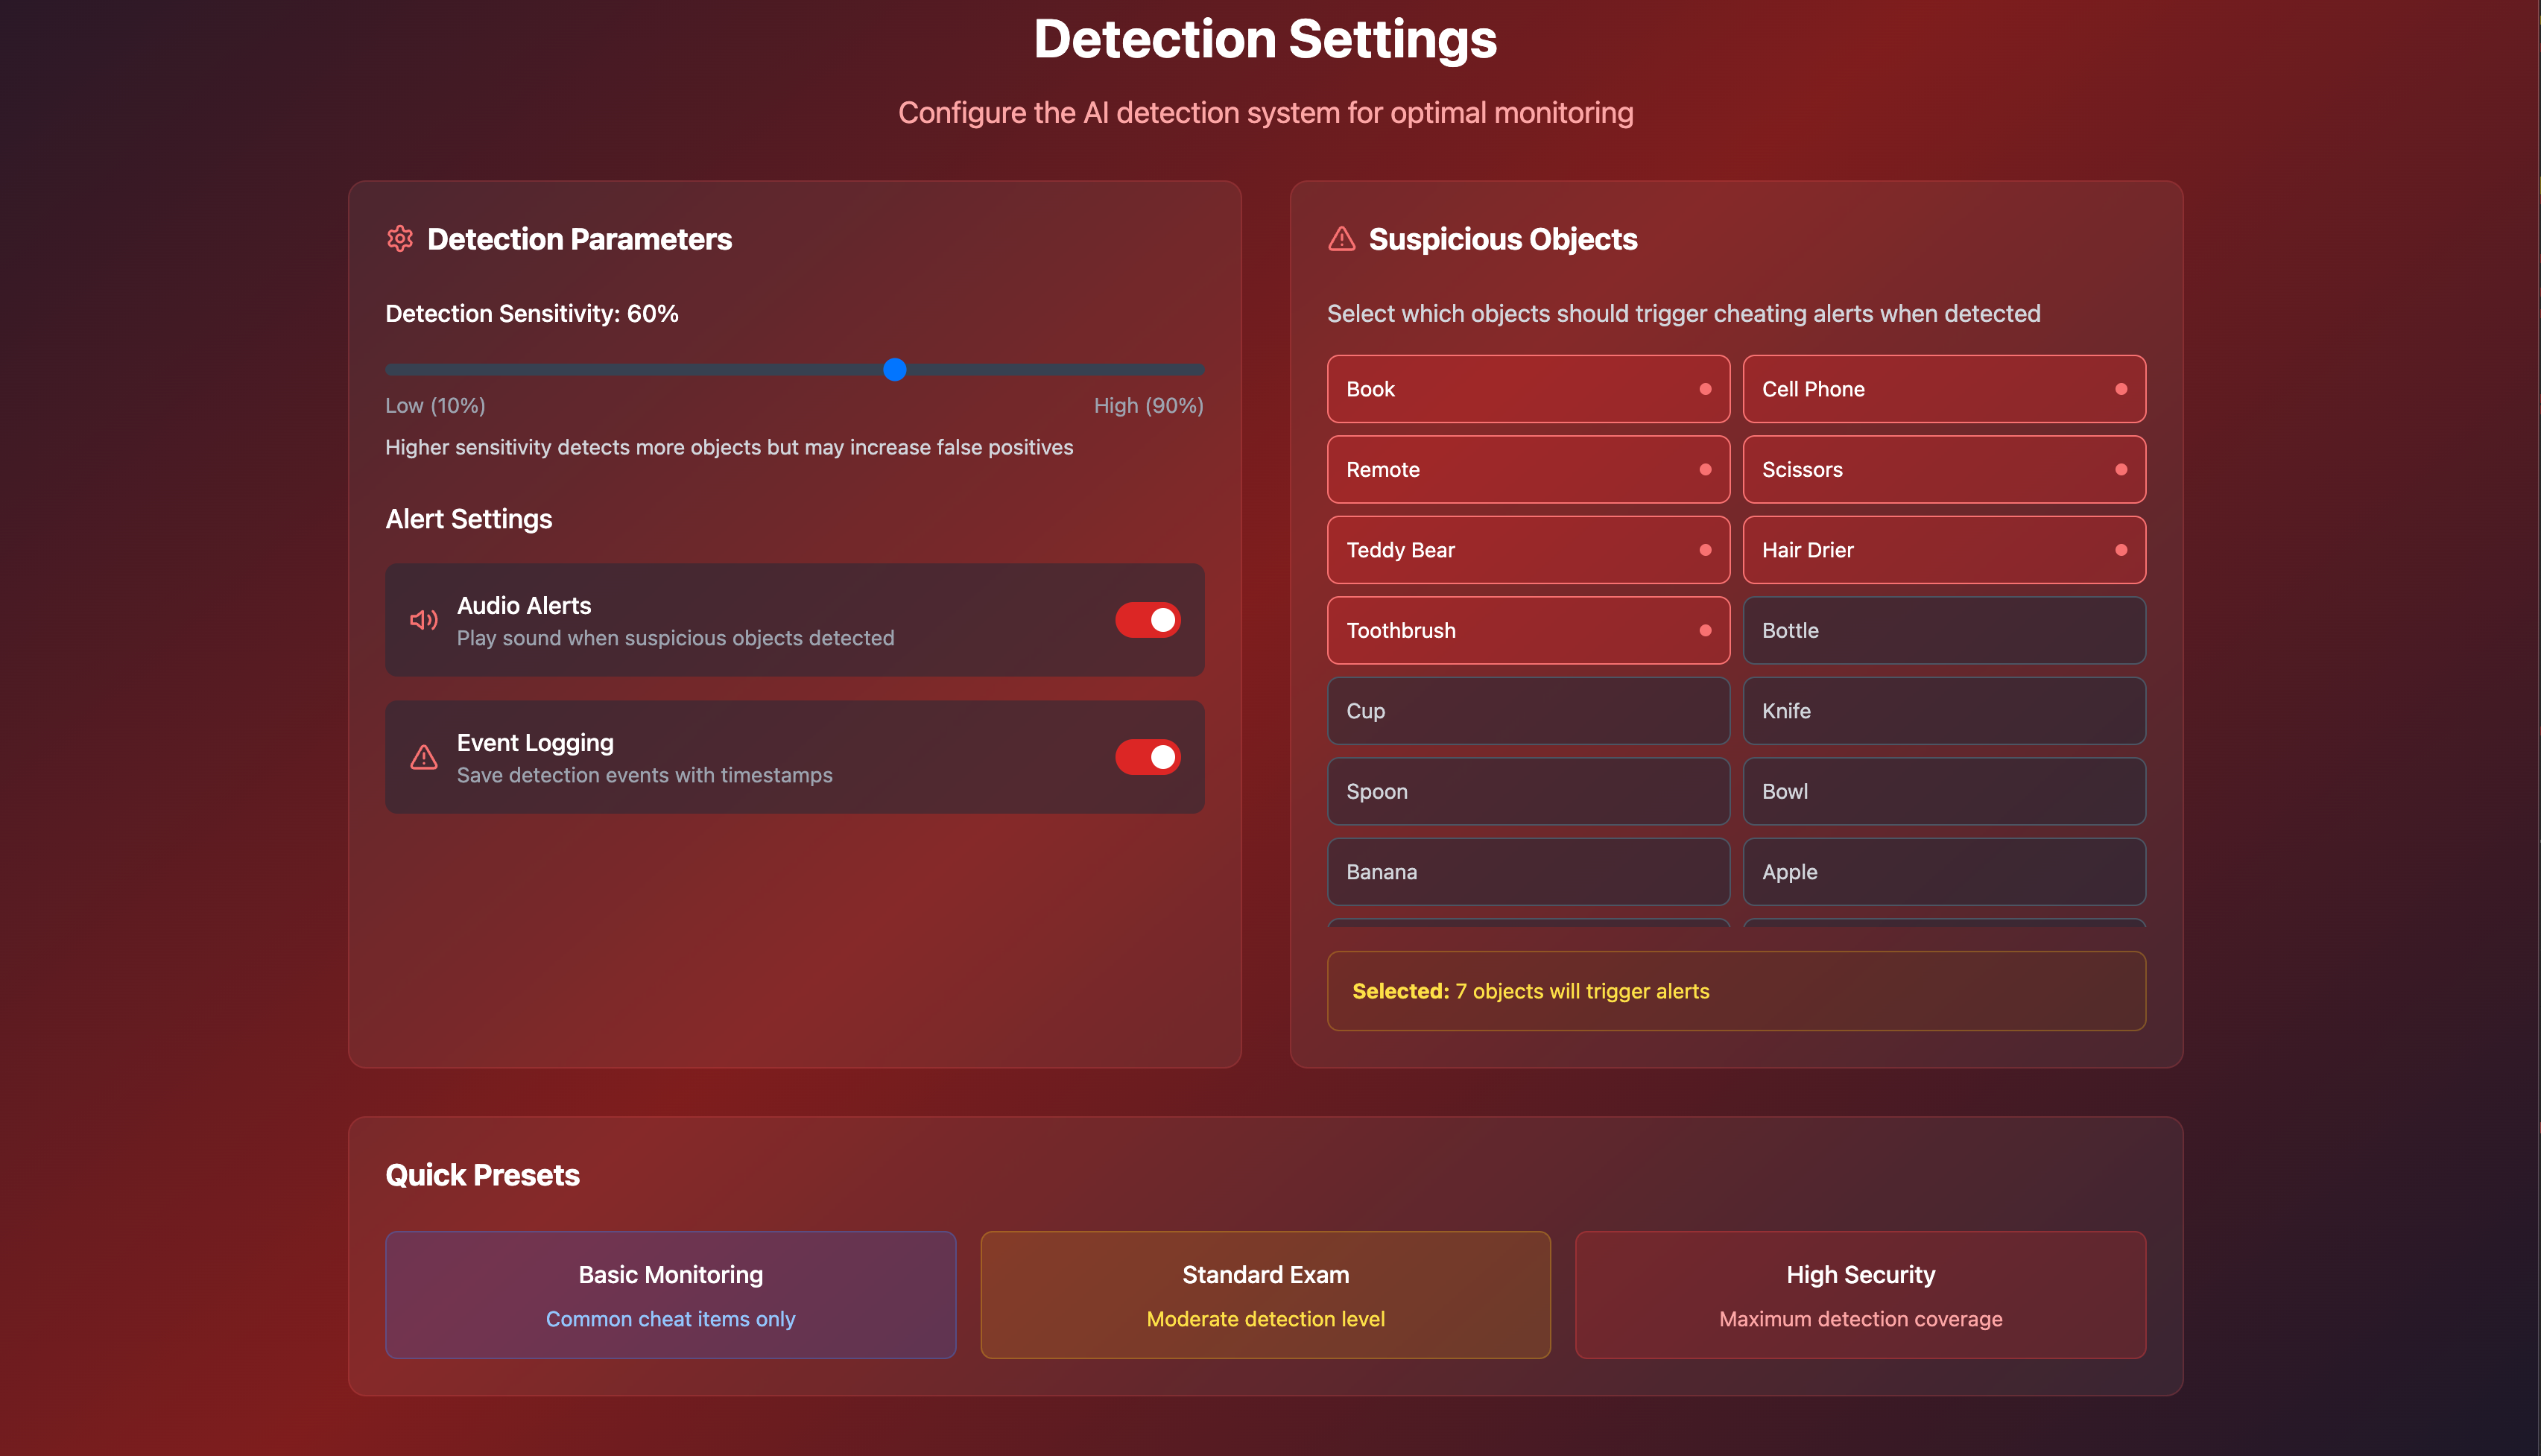 Detection Settings
Configure the AI detection system for optimal monitoring
Detection Parameters
Detection Sensitivity: 60%
Low (10%)
High (90%)
Higher sensitivity detects more objects but may increase false positives
Alert Settings
Audio Alerts
Play sound when suspicious objects detected
Event Logging
Save detection events with timestamps
Suspicious Objects
Select which objects should trigger cheating alerts when detected
Book
Cell Phone
Remote
Scissors
Teddy Bear
Hair Drier
Toothbrush
Bottle
Cup
Knife
Spoon
Bowl
Banana
Apple
Selected: 7 objects will trigger alerts
Quick Presets
Basic Monitoring
Common cheat items only
Standard Exam
Moderate detection level
High Security
Maximum detection coverage